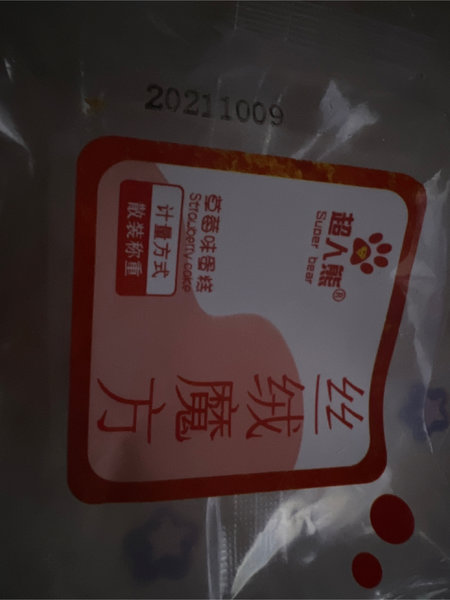 20211009
超人熊®
Super bear
草莓味蛋糕
Strawberry cake
计量方式
散装称重
丝绒魔方